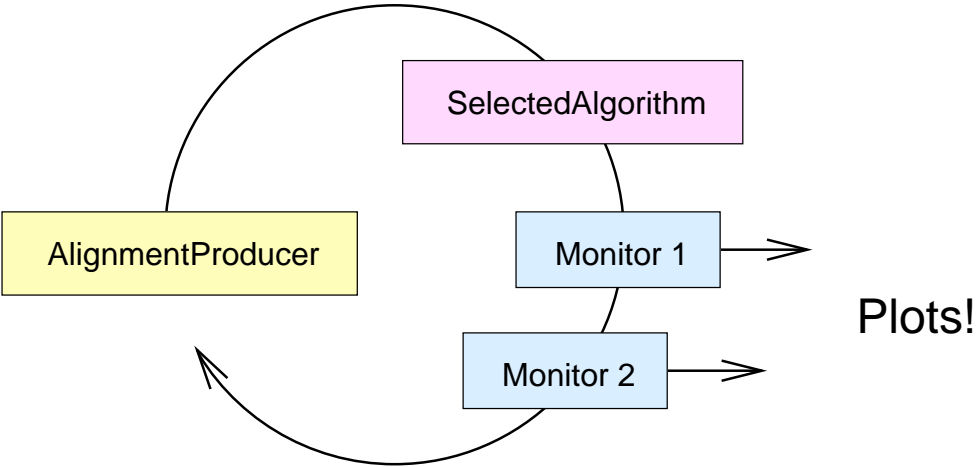 SelectedAlgorithm
AlignmentProducer
Monitor 1
Plots!
Monitor 2